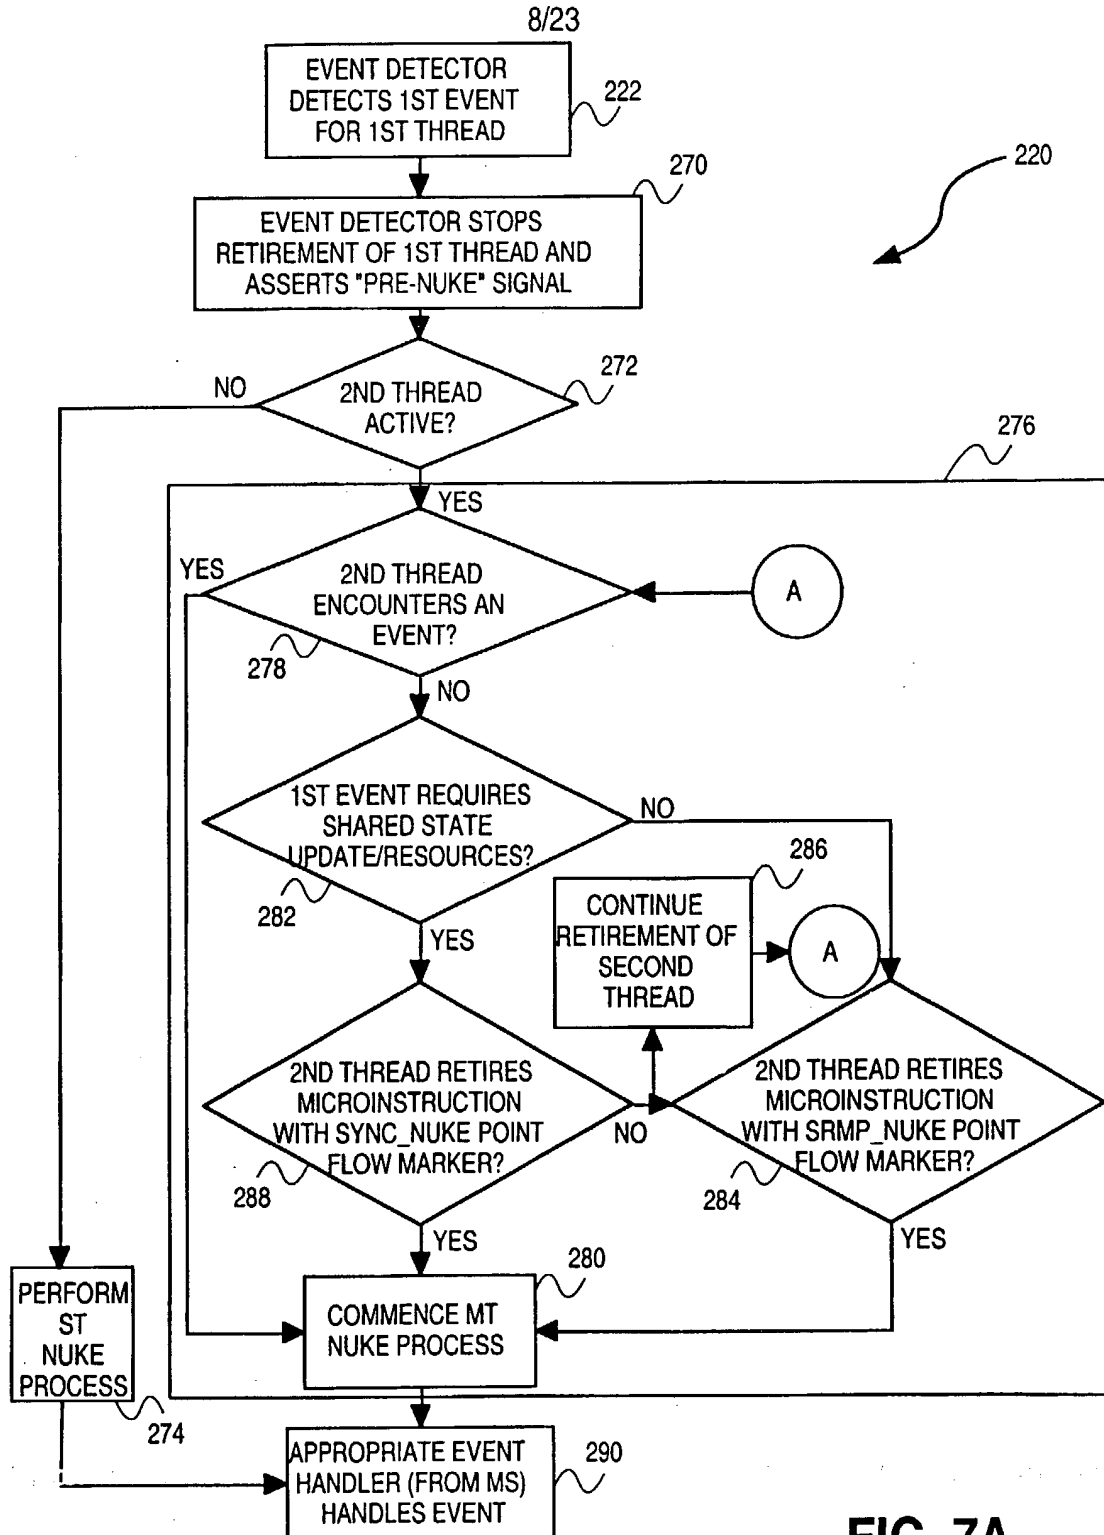 8/23
EVENT DETECTOR
DETECTS 1ST EVENT
FOR 1ST THREAD
222
220
270
EVENT DETECTOR STOPS
RETIREMENT OF 1ST THREAD AND
ASSERTS "PRE-NUKE" SIGNAL
272
NO
2ND THREAD
ACTIVE?
276
YES
YES
2ND THREAD
ENCOUNTERS AN
EVENT?
A
278
NO
1ST EVENT REQUIRES
SHARED STATE
UPDATE/RESOURCES?
NO
282
286
CONTINUE
RETIREMENT OF
SECOND
THREAD
A
YES
2ND THREAD RETIRES
MICROINSTRUCTION
WITH SYNC_NUKE POINT
FLOW MARKER?
NO
288
2ND THREAD RETIRES
MICROINSTRUCTION
WITH SRMP_NUKE POINT
FLOW MARKER?
284
YES
YES
280
COMMENCE MT
NUKE PROCESS
PERFORM
ST
NUKE
PROCESS
274
APPROPRIATE EVENT
HANDLER (FROM MS)
HANDLES EVENT
290
FIG. 7A